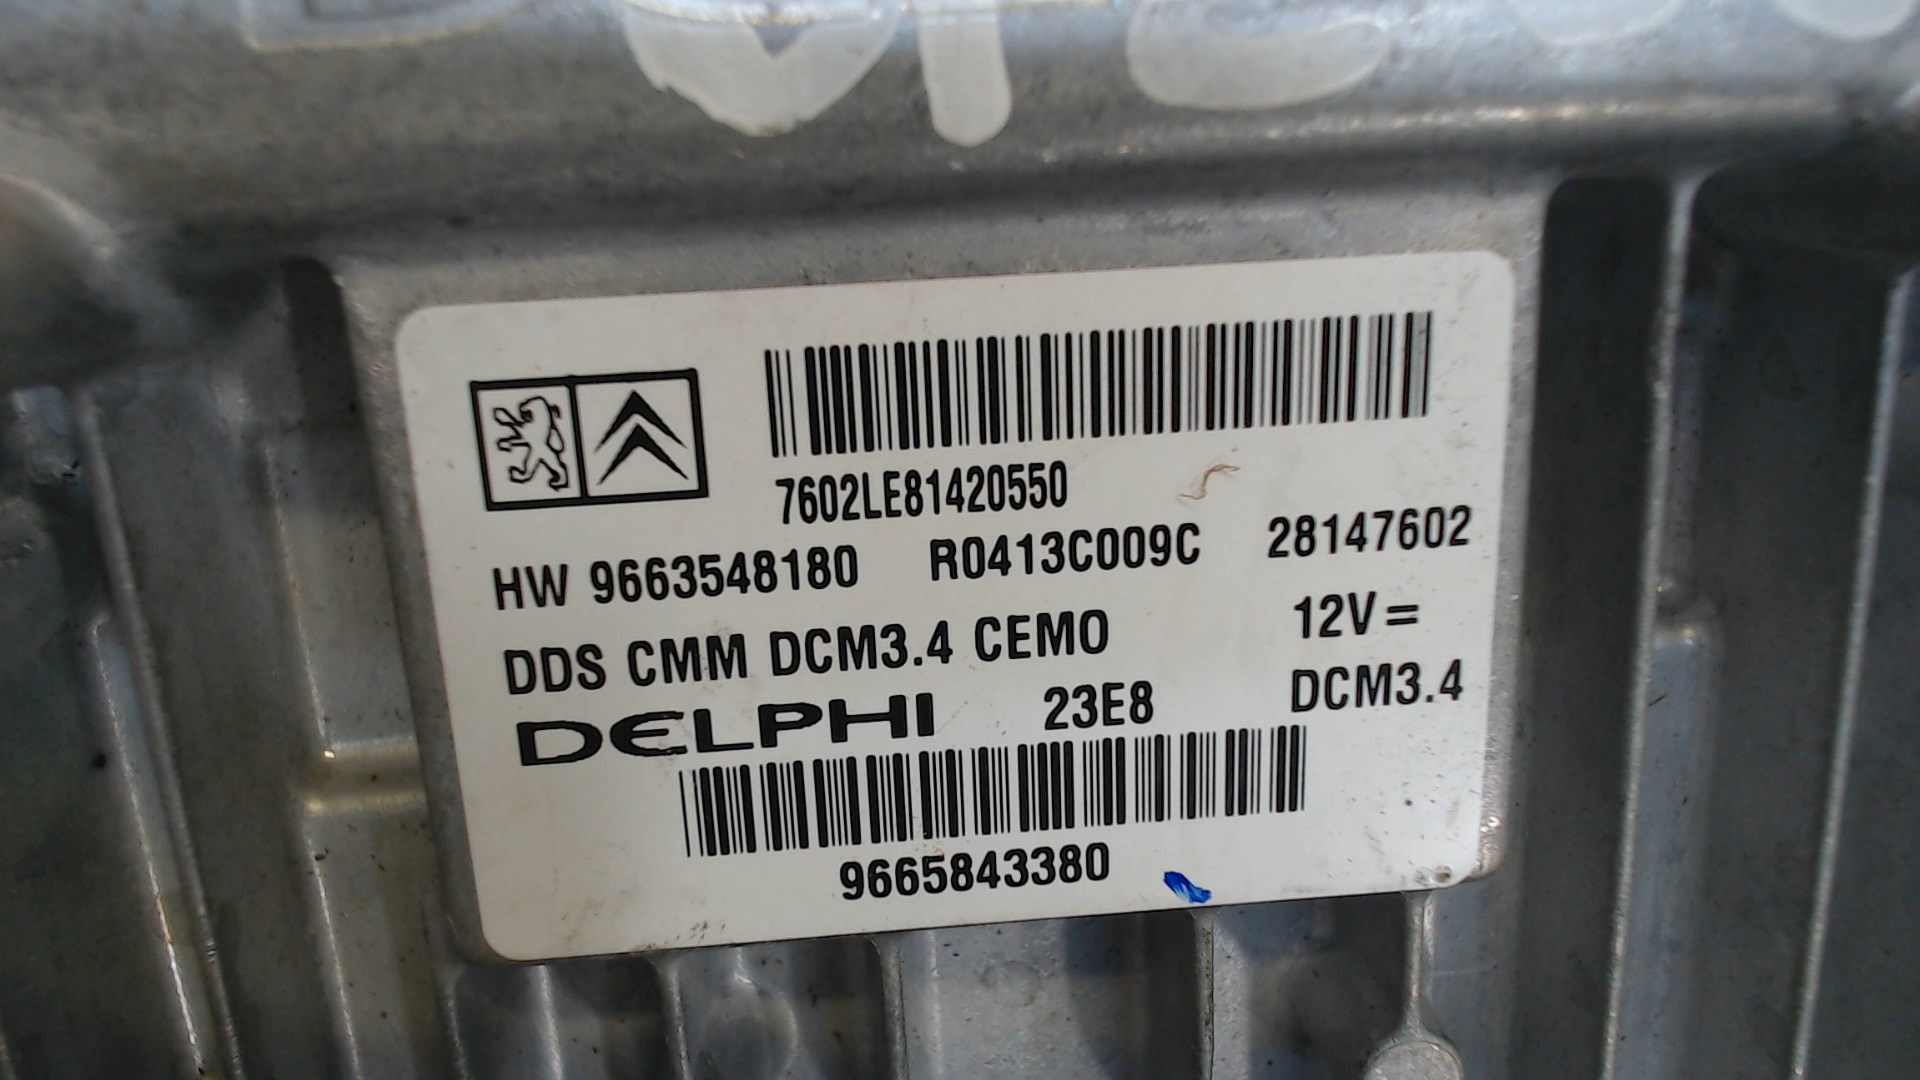 7602LE81420550
HW 9663548180 R0413C009C 28147602
DDS CMM DCM3.4 CEMO 12V=
DELPHI 23E8 DCM3.4
9665843380